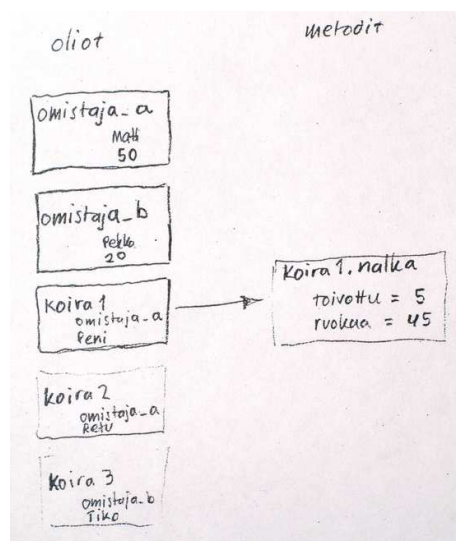 oliot
metodit
omistaja_a
Matti
50
omistaja_b
Pekka
20
Koira 1
omistaja_a
Peni
Koira 1.nalka
toivottu = 5
ruokaa = 45
Koira 2
omistaja_a
Retu
Koira 3
omistaja_b
Tiko